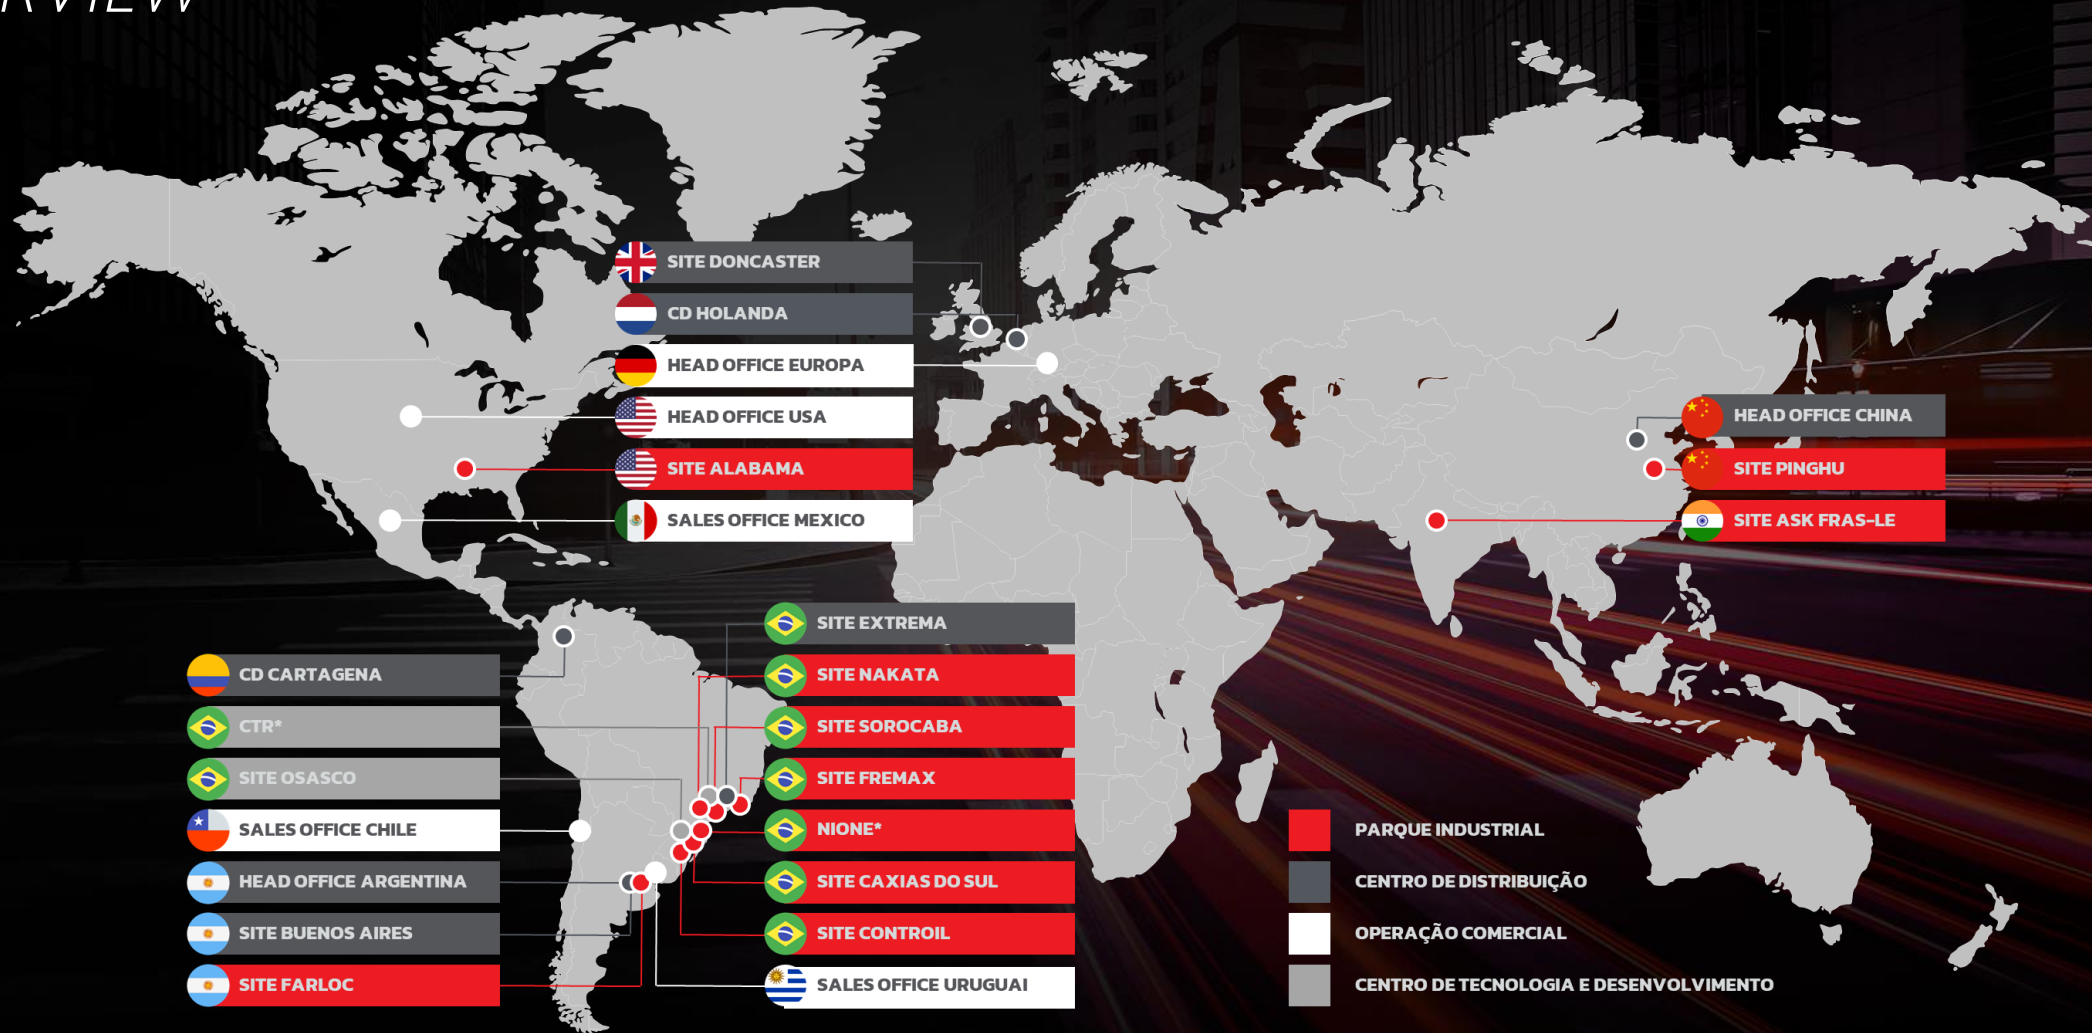 SITE DONCASTER
CD HOLANDA
HEAD OFFICE EUROPA
HEAD OFFICE USA
SITE ALABAMA
SALES OFFICE MEXICO
HEAD OFFICE CHINA
SITE PINGHU
SITE ASK FRAS-LE
CD CARTAGENA
CTR*
SITE OSASCO
SALES OFFICE CHILE
HEAD OFFICE ARGENTINA
SITE BUENOS AIRES
SITE FARLOC
SITE EXTREMA
SITE NAKATA
SITE SOROCABA
SITE FREMAX
NIONE*
SITE CAXIAS DO SUL
SITE CONTROIL
SALES OFFICE URUGUAI
PARQUE INDUSTRIAL
CENTRO DE DISTRIBUIÇÃO
OPERAÇÃO COMERCIAL
CENTRO DE TECNOLOGIA E DESENVOLVIMENTO